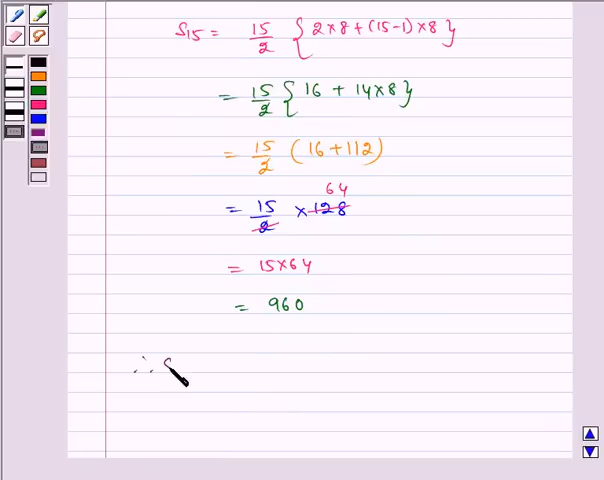 S15 = 15/2 { 2×8+(15-1)×8 }
= 15/2 { 16 + 14×8 }
= 15/2 (16+112)
64
= 15/2 ×128
= 15×64
= 960
∴ S